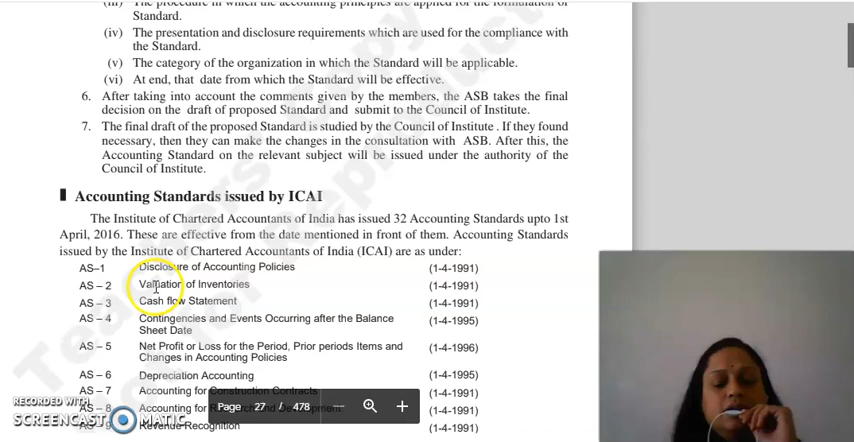 (iii) The procedure in which the accounting principles are applied for the formulation of
Standard.
(iv) The presentation and disclosure requirements which are used for the compliance with
the Standard.
(v) The category of the organization in which the Standard will be applicable.
(vi) At end, that date from which the Standard will be effective.
6. After taking into account the comments given by the members, the ASB takes the final
decision on the draft of proposed Standard and submit to the Council of Institute.
7. The final draft of the proposed Standard is studied by the Council of Institute . If they found
necessary, then they can make the changes in the consultation with ASB. After this, the
Accounting Standard on the relevant subject will be issued under the authority of the
Council of Institute.
Accounting Standards issued by ICAI
The Institute of Chartered Accountants of India has issued 32 Accounting Standards upto 1st
April, 2016. These are effective from the date mentioned in front of them. Accounting Standards
issued by the Institute of Chartered Accountants of India (ICAI) are as under:
AS–1 Disclosure of Accounting Policies (1-4-1991)
AS – 2 Valuation of Inventories (1-4-1991)
AS – 3 Cash flow Statement (1-4-1991)
AS – 4 Contingencies and Events Occurring after the Balance (1-4-1995)
Sheet Date
AS – 5 Net Profit or Loss for the Period, Prior periods Items and (1-4-1996)
Changes in Accounting Policies
AS – 6 Depreciation Accounting (1-4-1995)
AS – 7 Accounting for Construction Contracts (1-4-1991)
AS – 8 Accounting for (1-4-1991)
Revenue Recognition (1-4-1991)
Page 27 / 478
RECORDED WITH
SCREENCAST MATIC